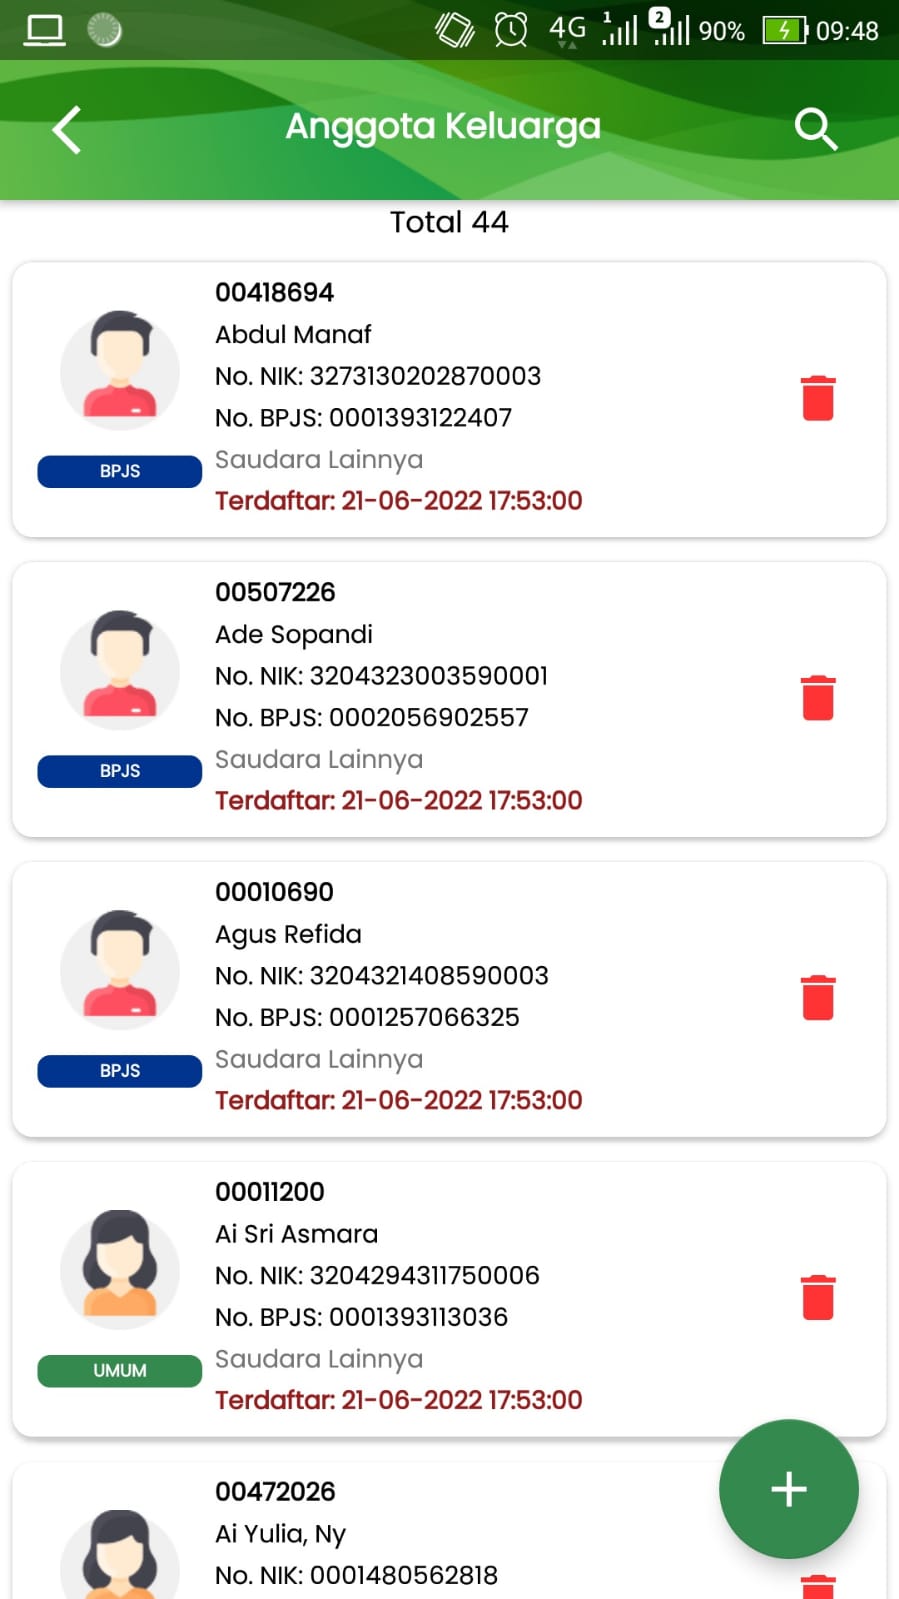 4G 1 2 90% 09:48
Anggota Keluarga
Total 44
00418694
Abdul Manaf
No. NIK: 3273130202870003
No. BPJS: 0001393122407
BPJS
Saudara Lainnya
Terdaftar: 21-06-2022 17:53:00
00507226
Ade Sopandi
No. NIK: 3204323003590001
No. BPJS: 0002056902557
BPJS
Saudara Lainnya
Terdaftar: 21-06-2022 17:53:00
00010690
Agus Refida
No. NIK: 3204321408590003
No. BPJS: 0001257066325
BPJS
Saudara Lainnya
Terdaftar: 21-06-2022 17:53:00
00011200
Ai Sri Asmara
No. NIK: 3204294311750006
No. BPJS: 0001393113036
UMUM
Saudara Lainnya
Terdaftar: 21-06-2022 17:53:00
00472026
Ai Yulia, Ny
No. NIK: 0001480562818